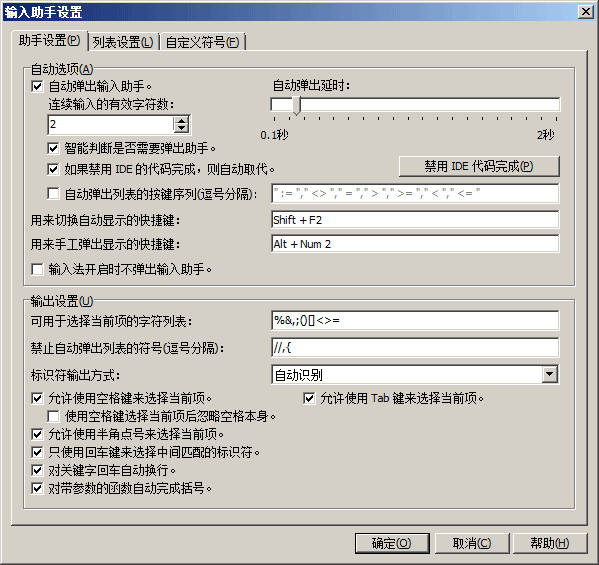 输入助手设置
助手设置(P) 列表设置(L) 自定义符号(F)
自动选项(A)
自动弹出输入助手。 自动弹出延时：
连续输入的有效字符数：
2
0.1秒 2秒
智能判断是否需要弹出助手。
如果禁用 IDE 的代码完成，则自动取代。 禁用 IDE 代码完成(P)
自动弹出列表的按键序列(逗号分隔)： ":= "," <> "," = "," > "," >= "," < "," <= "
用来切换自动显示的快捷键： Shift + F2
用来手工弹出显示的快捷键： Alt + Num 2
输入法开启时不弹出输入助手。
输出设置(U)
可用于选择当前项的字符列表： %&,;()[]<>=
禁止自动弹出列表的符号(逗号分隔)： //,{
标识符输出方式： 自动识别
允许使用空格键来选择当前项。 允许使用 Tab 键来选择当前项。
使用空格键选择当前项后忽略空格本身。
允许使用半角点号来选择当前项。
只使用回车键来选择中间匹配的标识符。
对关键字回车自动换行。
对带参数的函数自动完成括号。
确定(O) 取消(C) 帮助(H)